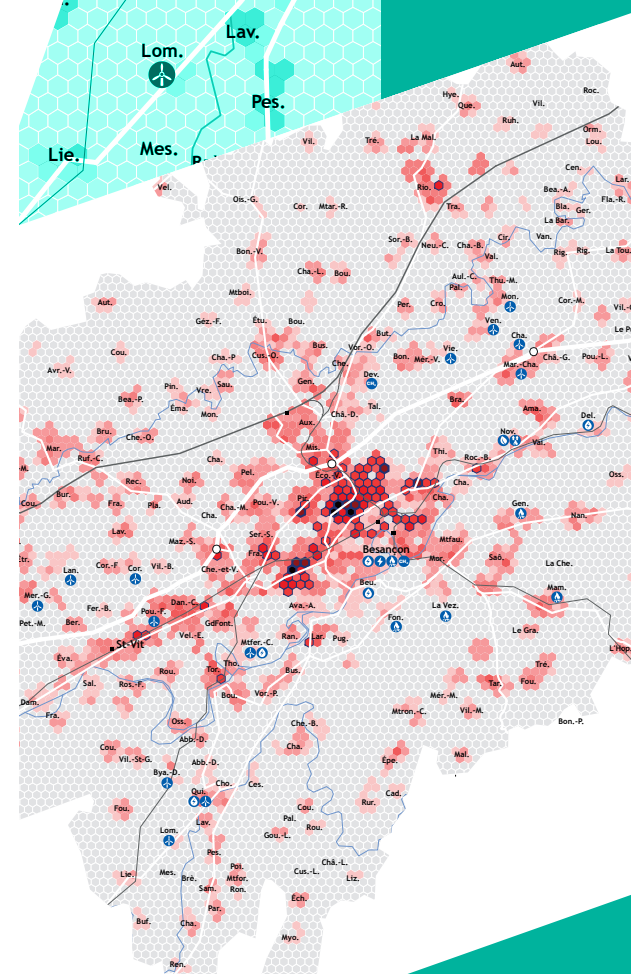 Lav.
Lom.
Pes.
Lie.
Mes.
Aut.
Roc.
Hye.
Que.
Vil.
Ruh.
Orm.
Lou.
La Mal.
Tré.
Vil.
Cen.
Lar.
Vel.
Rio.
Bea.-A.
Fla.-R.
Ois.-G.
Cor.
Mtar.-R.
Tra.
Bla.
Ger.
La Bar.
Sor.-B.
Neu.-C.
Cha.-B.
Cir.
Van.
Bon.-V.
Val.
Rig.
Rig.
La Tou.
Cha.-L.
Bou.
Aul.-C.
Thu.-M.
Pal.
Mtboi.
Mon.
Aut.
Per.
Cro.
Cor.-M.
Géz.-F.
Étu.
Bou.
Ven.
But.
Cha.
Bus.
Vor.-O.
Vie.
Cou.
Cha.-P
Cus.-O.
Che.
Bon.
Mér.-V.
Châ.-G.
Pou.-L.
Avr.-V.
Mar.-Cha.
Dev.
CH₄
Pin.
Vre.
Sau.
Gen.
Bea.-P.
Bra.
Éma.
Mon.
Châ.-D.
Tal.
Ama.
Del.
Aux.
Bru.
Che.-O.
Nov.
Mar.
Mis.
Thi.
Val.
Ruf.-C.
Cha.
Roc.-B.
Pel.
Éco.-V.
Oss.
Rec.
Noi.
Cha.
Bur.
Pir.
Cha.
Cou.
Fra.
Pla.
Aud.
Cha.-M.
Pou.-V.
Gen.
Nan.
Cha.
Lav.
Ser.-S.
Maz.-S.
Mtfau.
Fra.
Besançon
Saô.
Mor.
CH₄
La Che.
Lan.
Cor.-F
Cor.
Vil.-B.
Che.-et-V.
Beu.
Mam.
Mer.-G.
Fer.-B.
Pou.-F.
Dan.-C.
Ava.-A.
La Vez.
Fon.
Pet.-M.
Ber.
GdFont.
Vel.-E.
Ran.
Lar.
Pug.
Le Gra.
St-Vit
Mtfer.-C.
L'Hop.
Éva.
Tho.
Tré.
Rou.
Tor.
Bus.
Sal.
Ros.-F.
Tar.
Fou.
Dam.
Bou.
Vor.-P.
Mér.-M.
Fra.
Oss.
Che.-B.
Mtron.-C.
Vil.-M.
Bon.-P.
Abb.-D.
Cou.
Cha.
Vil.-St-G.
Abb.-D.
Épe.
Mal.
Bya.-D.
Cho.
Ces.
Qui.
Cad.
Fou.
Cou.
Rur.
Lav.
Pal.
Lom.
Rou.
Gou.-L.
Pes.
Châ.-L.
Poi.
Lie.
Mes.
Brè.
Mtfor.
Cus.-L.
Liz.
Sam.
Ron.
Éch.
Par.
Buf.
Cha.
Myo.
Ren.